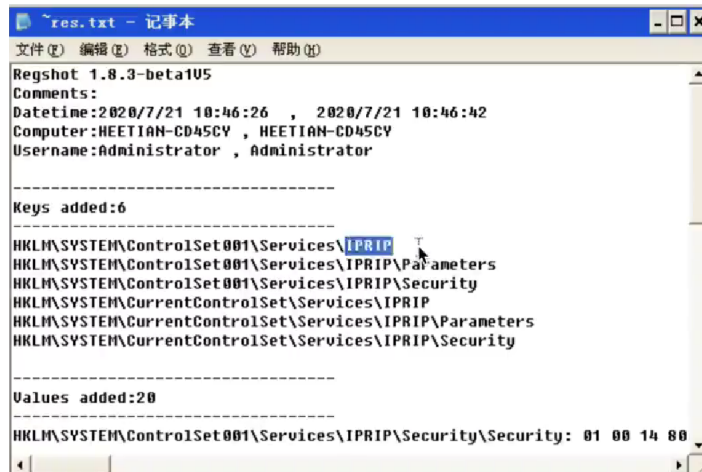 ~res.txt - 记事本
文件(F) 编辑(E) 格式(O) 查看(V) 帮助(H)
Regshot 1.8.3-beta1V5
Comments:
Datetime:2020/7/21 10:46:26 , 2020/7/21 10:46:42
Computer:HEETIAN-CD45CY , HEETIAN-CD45CY
Username:Administrator , Administrator
----------------------------------
Keys added:6
----------------------------------
HKLM\SYSTEM\ControlSet001\Services\IPRIP
HKLM\SYSTEM\ControlSet001\Services\IPRIP\Parameters
HKLM\SYSTEM\ControlSet001\Services\IPRIP\Security
HKLM\SYSTEM\CurrentControlSet\Services\IPRIP
HKLM\SYSTEM\CurrentControlSet\Services\IPRIP\Parameters
HKLM\SYSTEM\CurrentControlSet\Services\IPRIP\Security
----------------------------------
Values added:20
----------------------------------
HKLM\SYSTEM\ControlSet001\Services\IPRIP\Security\Security: 01 00 14 80